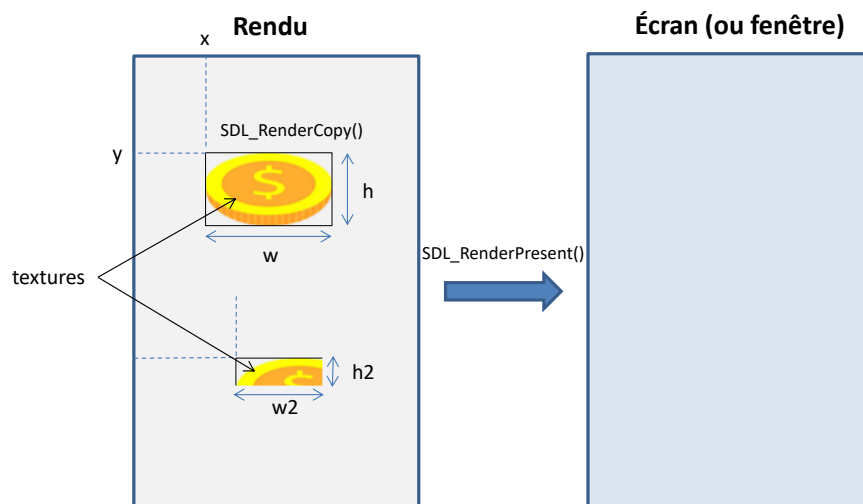 Rendu
Écran (ou fenêtre)
x
SDL_RenderCopy()
y
$
h
w
SDL_RenderPresent()
textures
h2
w2
$